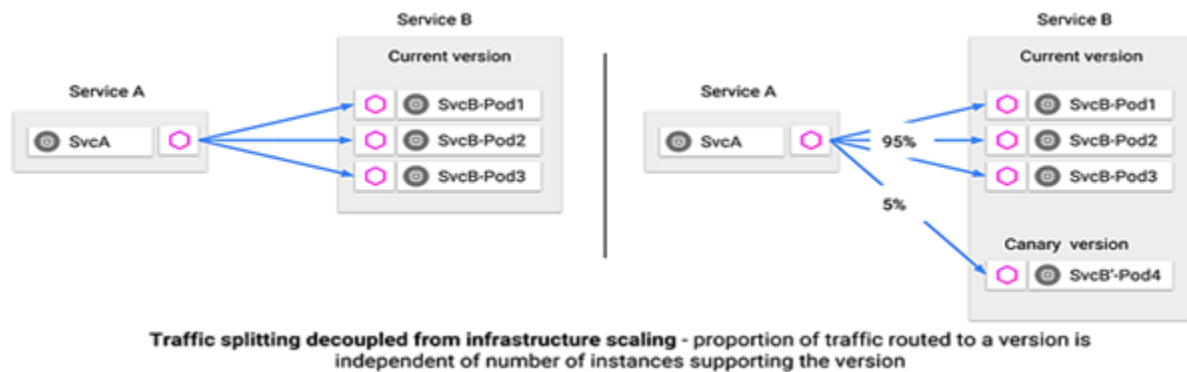 Service B
Current version
Service A
SvcA
SvcB-Pod1
SvcB-Pod2
SvcB-Pod3
Service B
Current version
Service A
SvcA
SvcB-Pod1
95%
SvcB-Pod2
SvcB-Pod3
5%
Canary version
SvcB'-Pod4
Traffic splitting decoupled from infrastructure scaling - proportion of traffic routed to a version is
independent of number of instances supporting the version